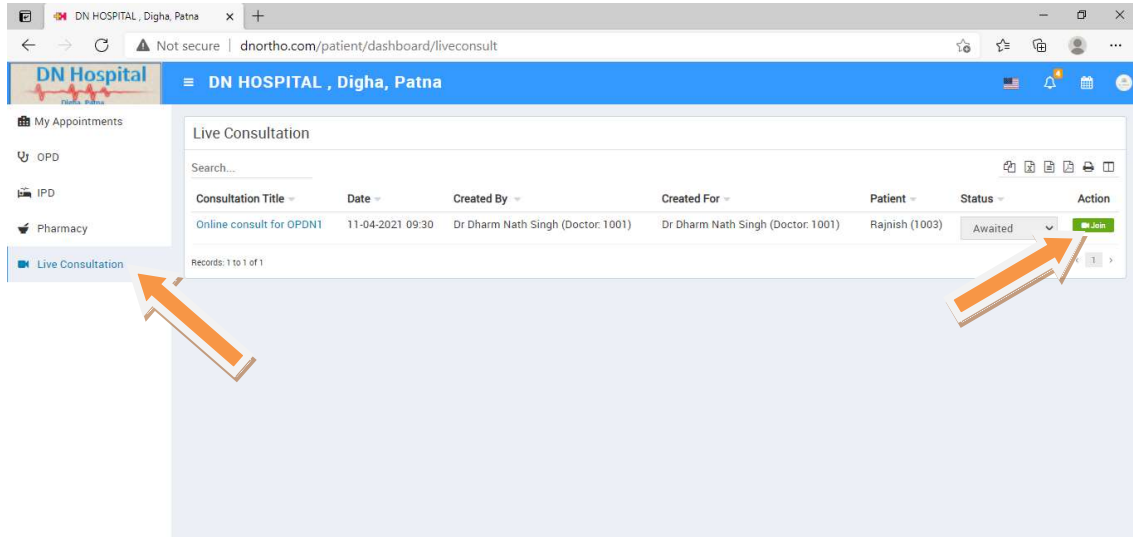 DN HOSPITAL , Digha, Patna
Not secure | dnortho.com/patient/dashboard/liveconsult
DN Hospital
Digha Patna
DN HOSPITAL , Digha, Patna
4
My Appointments
OPD
IPD
Pharmacy
Live Consultation
Live Consultation
Search...
Consultation Title Date Created By Created For Patient Status Action
Online consult for OPDN1 11-04-2021 09:30 Dr Dharm Nath Singh (Doctor: 1001) Dr Dharm Nath Singh (Doctor: 1001) Rajnish (1003) Awaited Join
Records: 1 to 1 of 1 1